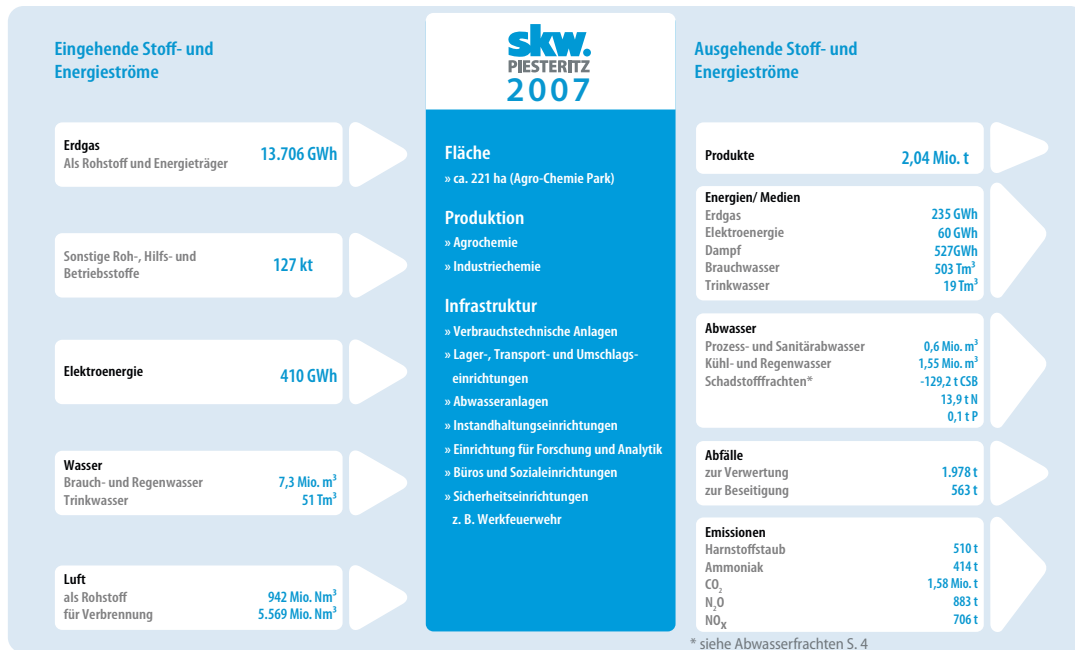 Eingehende Stoff- und
Energieströme
Erdgas
Als Rohstoff und Energieträger 13.706 GWh
Sonstige Roh-, Hilfs- und
Betriebsstoffe 127 kt
Elektroenergie 410 GWh
Wasser
Brauch- und Regenwasser 7,3 Mio. m³
Trinkwasser 51 Tm³
Luft
als Rohstoff 942 Mio. Nm³
für Verbrennung 5.569 Mio. Nm³
skw.
PIESTERITZ
2007
Fläche
» ca. 221 ha (Agro-Chemie Park)
Produktion
» Agrochemie
» Industriechemie
Infrastruktur
» Verbrauchstechnische Anlagen
» Lager-, Transport- und Umschlags-
einrichtungen
» Abwasseranlagen
» Instandhaltungseinrichtungen
» Einrichtung für Forschung und Analytik
» Büros und Sozialeinrichtungen
» Sicherheitseinrichtungen
z. B. Werkfeuerwehr
Ausgehende Stoff- und
Energieströme
Produkte 2,04 Mio. t
Energien/ Medien
Erdgas 235 GWh
Elektroenergie 60 GWh
Dampf 527GWh
Brauchwasser 503 Tm³
Trinkwasser 19 Tm³
Abwasser
Prozess- und Sanitärabwasser 0,6 Mio. m³
Kühl- und Regenwasser 1,55 Mio. m³
Schadstofffrachten* -129,2 t CSB
13,9 t N
0,1 t P
Abfälle
zur Verwertung 1.978 t
zur Beseitigung 563 t
Emissionen
Harnstoffstaub 510 t
Ammoniak 414 t
CO₂ 1,58 Mio. t
N₂O 883 t
NOx 706 t
* siehe Abwasserfrachten S. 4